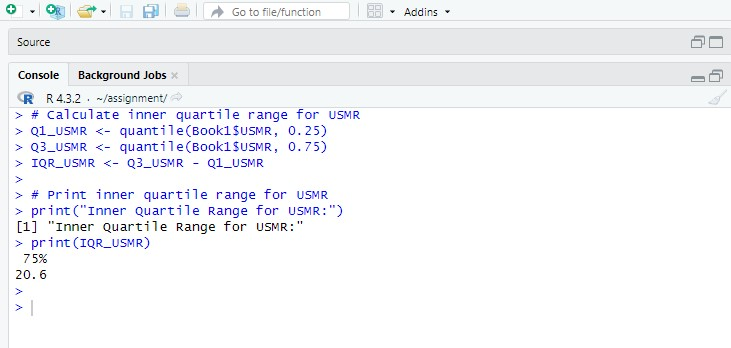 Go to file/function
Addins
Source
Console Background Jobs
R R 4.3.2 · ~/assignment/
> # Calculate inner quartile range for USMR
> Q1_USMR <- quantile(Book1$USMR, 0.25)
> Q3_USMR <- quantile(Book1$USMR, 0.75)
> IQR_USMR <- Q3_USMR - Q1_USMR
>
> # Print inner quartile range for USMR
> print("Inner Quartile Range for USMR:")
[1] "Inner Quartile Range for USMR:"
> print(IQR_USMR)
 75%
20.6
>
>